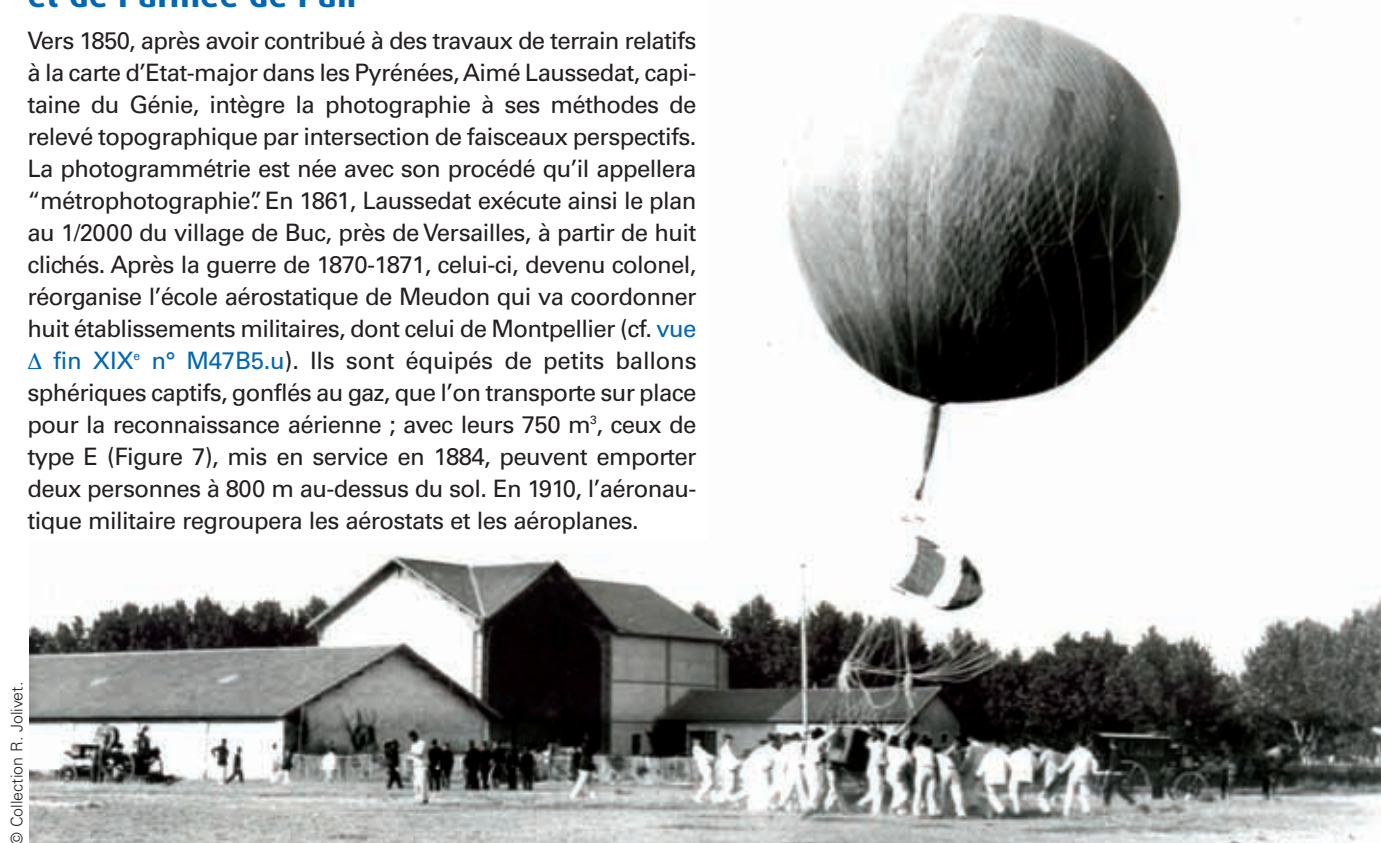 et de l'armée de l'air
Vers 1850, après avoir contribué à des travaux de terrain relatifs
à la carte d'Etat-major dans les Pyrénées, Aimé Laussedat, capi-
taine du Génie, intègre la photographie à ses méthodes de
relevé topographique par intersection de faisceaux perspectifs.
La photogrammétrie est née avec son procédé qu'il appellera
"métrophotographie". En 1861, Laussedat exécute ainsi le plan
au 1/2000 du village de Buc, près de Versailles, à partir de huit
clichés. Après la guerre de 1870-1871, celui-ci, devenu colonel,
réorganise l'école aérostatique de Meudon qui va coordonner
huit établissements militaires, dont celui de Montpellier (cf. vue
Δ fin XIXe n° M47B5.u). Ils sont équipés de petits ballons
sphériques captifs, gonflés au gaz, que l'on transporte sur place
pour la reconnaissance aérienne ; avec leurs 750 m³, ceux de
type E (Figure 7), mis en service en 1884, peuvent emporter
deux personnes à 800 m au-dessus du sol. En 1910, l'aéronau-
tique militaire regroupera les aérostats et les aéroplanes.
© Collection R. Jolivet.